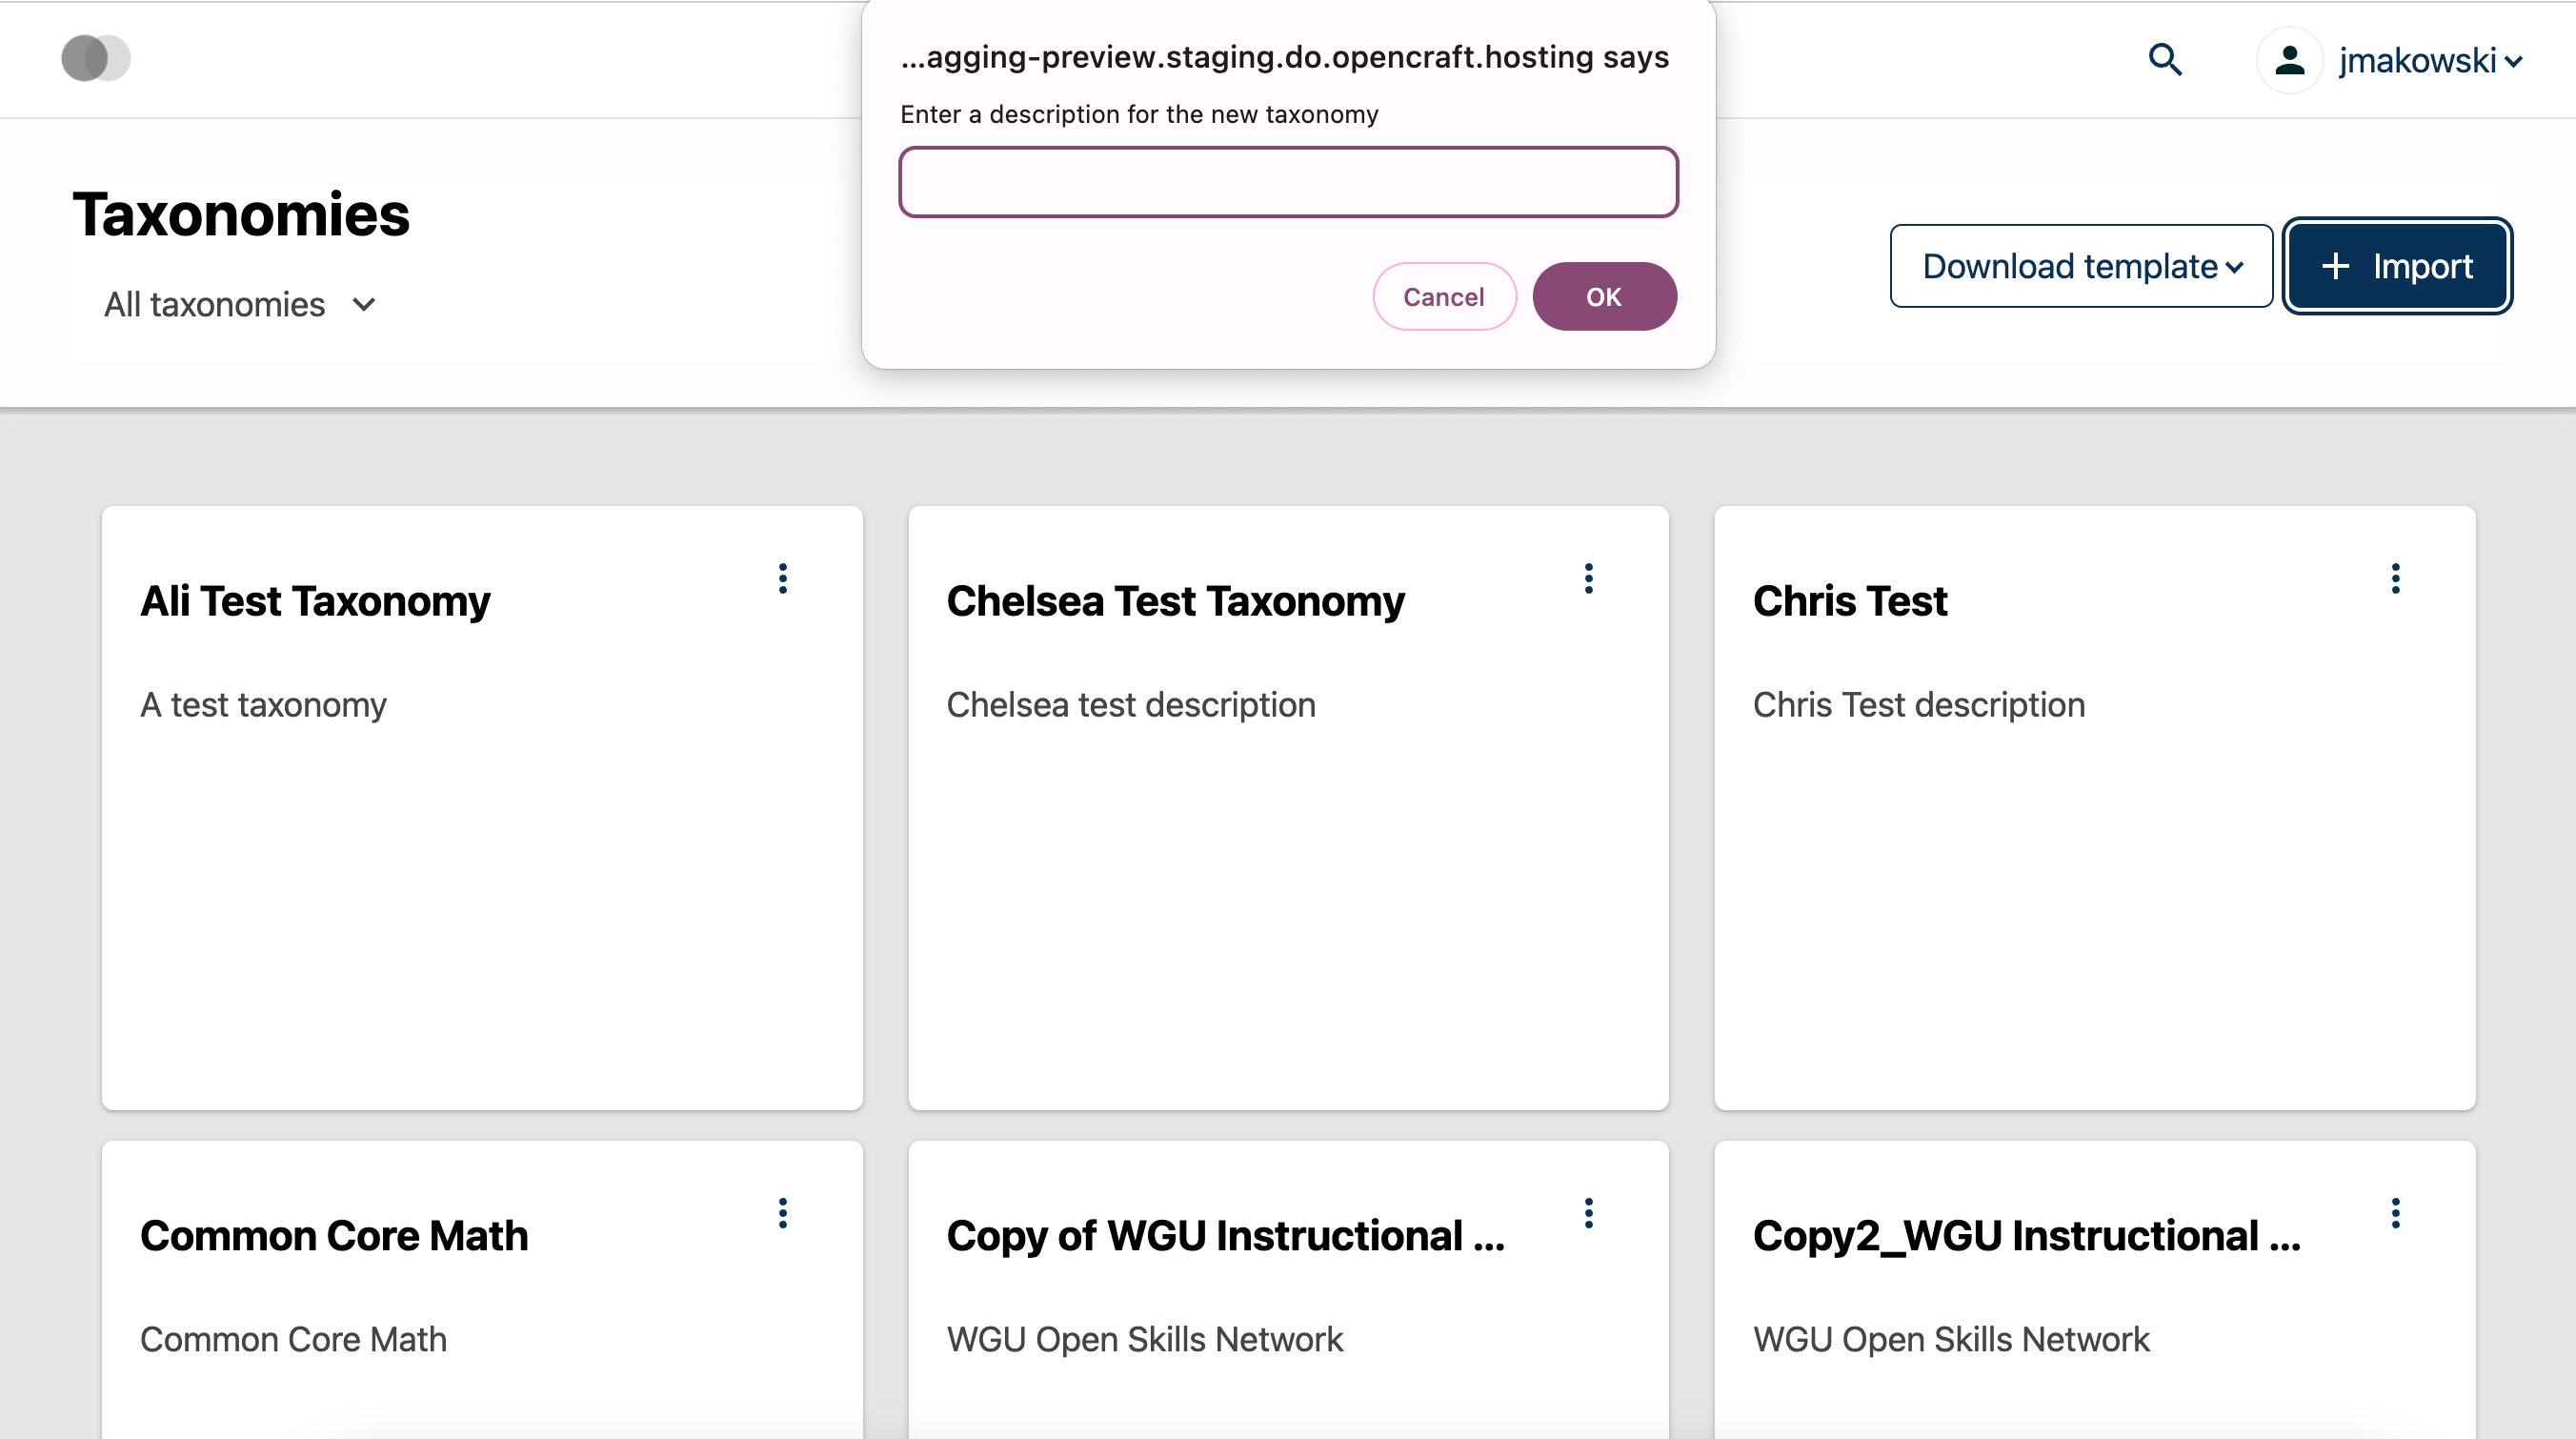 ...agging-preview.staging.do.opencraft.hosting says
Enter a description for the new taxonomy
Cancel
OK
jmakowski
Taxonomies
All taxonomies
Download template
+ Import
Ali Test Taxonomy
A test taxonomy
Chelsea Test Taxonomy
Chelsea test description
Chris Test
Chris Test description
Common Core Math
Common Core Math
Copy of WGU Instructional ...
WGU Open Skills Network
Copy2_WGU Instructional ...
WGU Open Skills Network